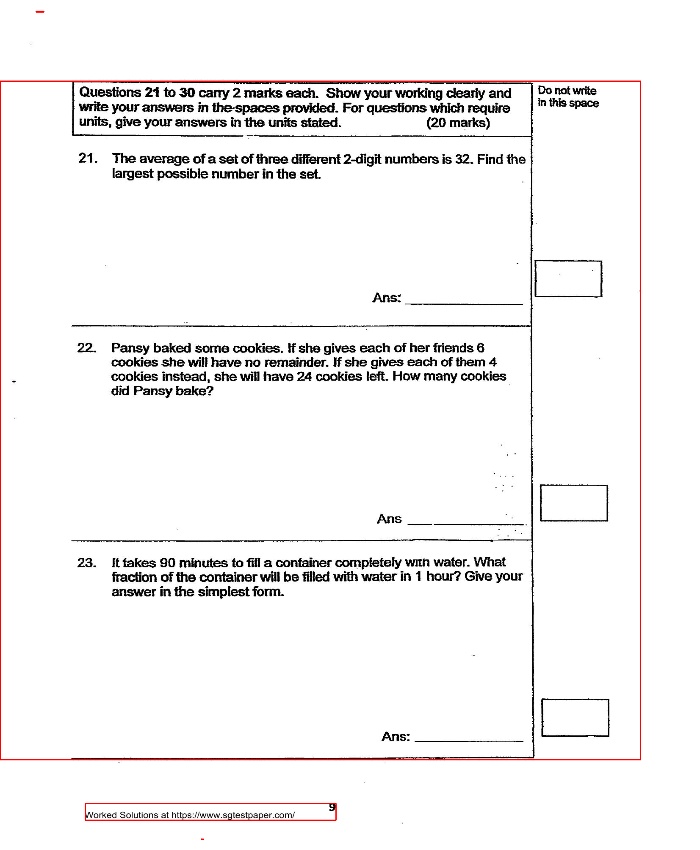 Questions 21 to 30 carry 2 marks each. Show your working clearly and
write your answers in the spaces provided. For questions which require
units, give your answers in the units stated. (20 marks)
Do not write
in this space
21. The average of a set of three different 2-digit numbers is 32. Find the
largest possible number in the set.
Ans:
22. Pansy baked some cookies. If she gives each of her friends 6
cookies she will have no remainder. If she gives each of them 4
cookies instead, she will have 24 cookies left. How many cookies
did Pansy bake?
Ans
23. It takes 90 minutes to fill a container completely with water. What
fraction of the container will be filled with water in 1 hour? Give your
answer in the simplest form.
Ans:
9
Worked Solutions at https://www.sgtestpaper.com/